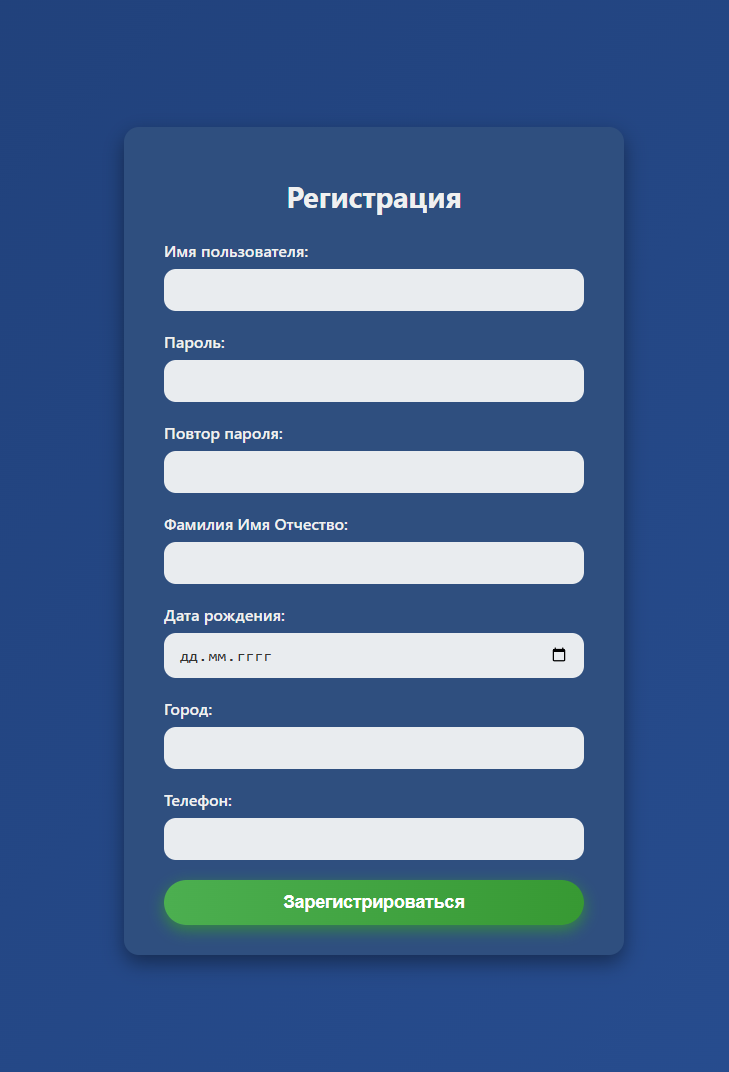 Регистрация
Имя пользователя:
Пароль:
Повтор пароля:
Фамилия Имя Отчество:
Дата рождения:
дд.мм.гггг
Город:
Телефон:
Зарегистрироваться